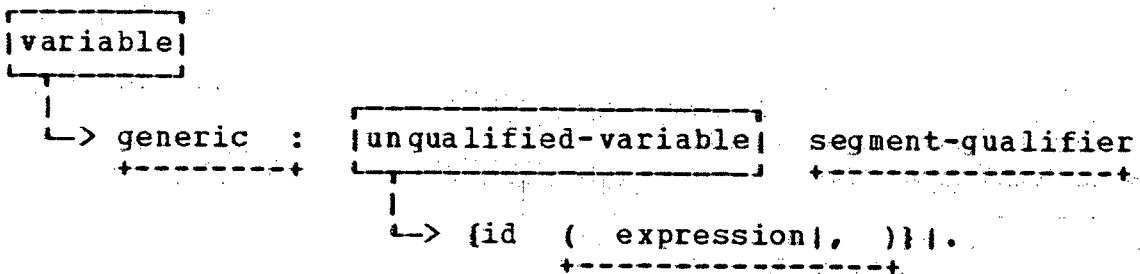 |variable|
└─> generic : |unqualified-variable| segment-qualifier
+---------+ +-----------------+
└─> {id ( expression|, )}|.
+------------------+